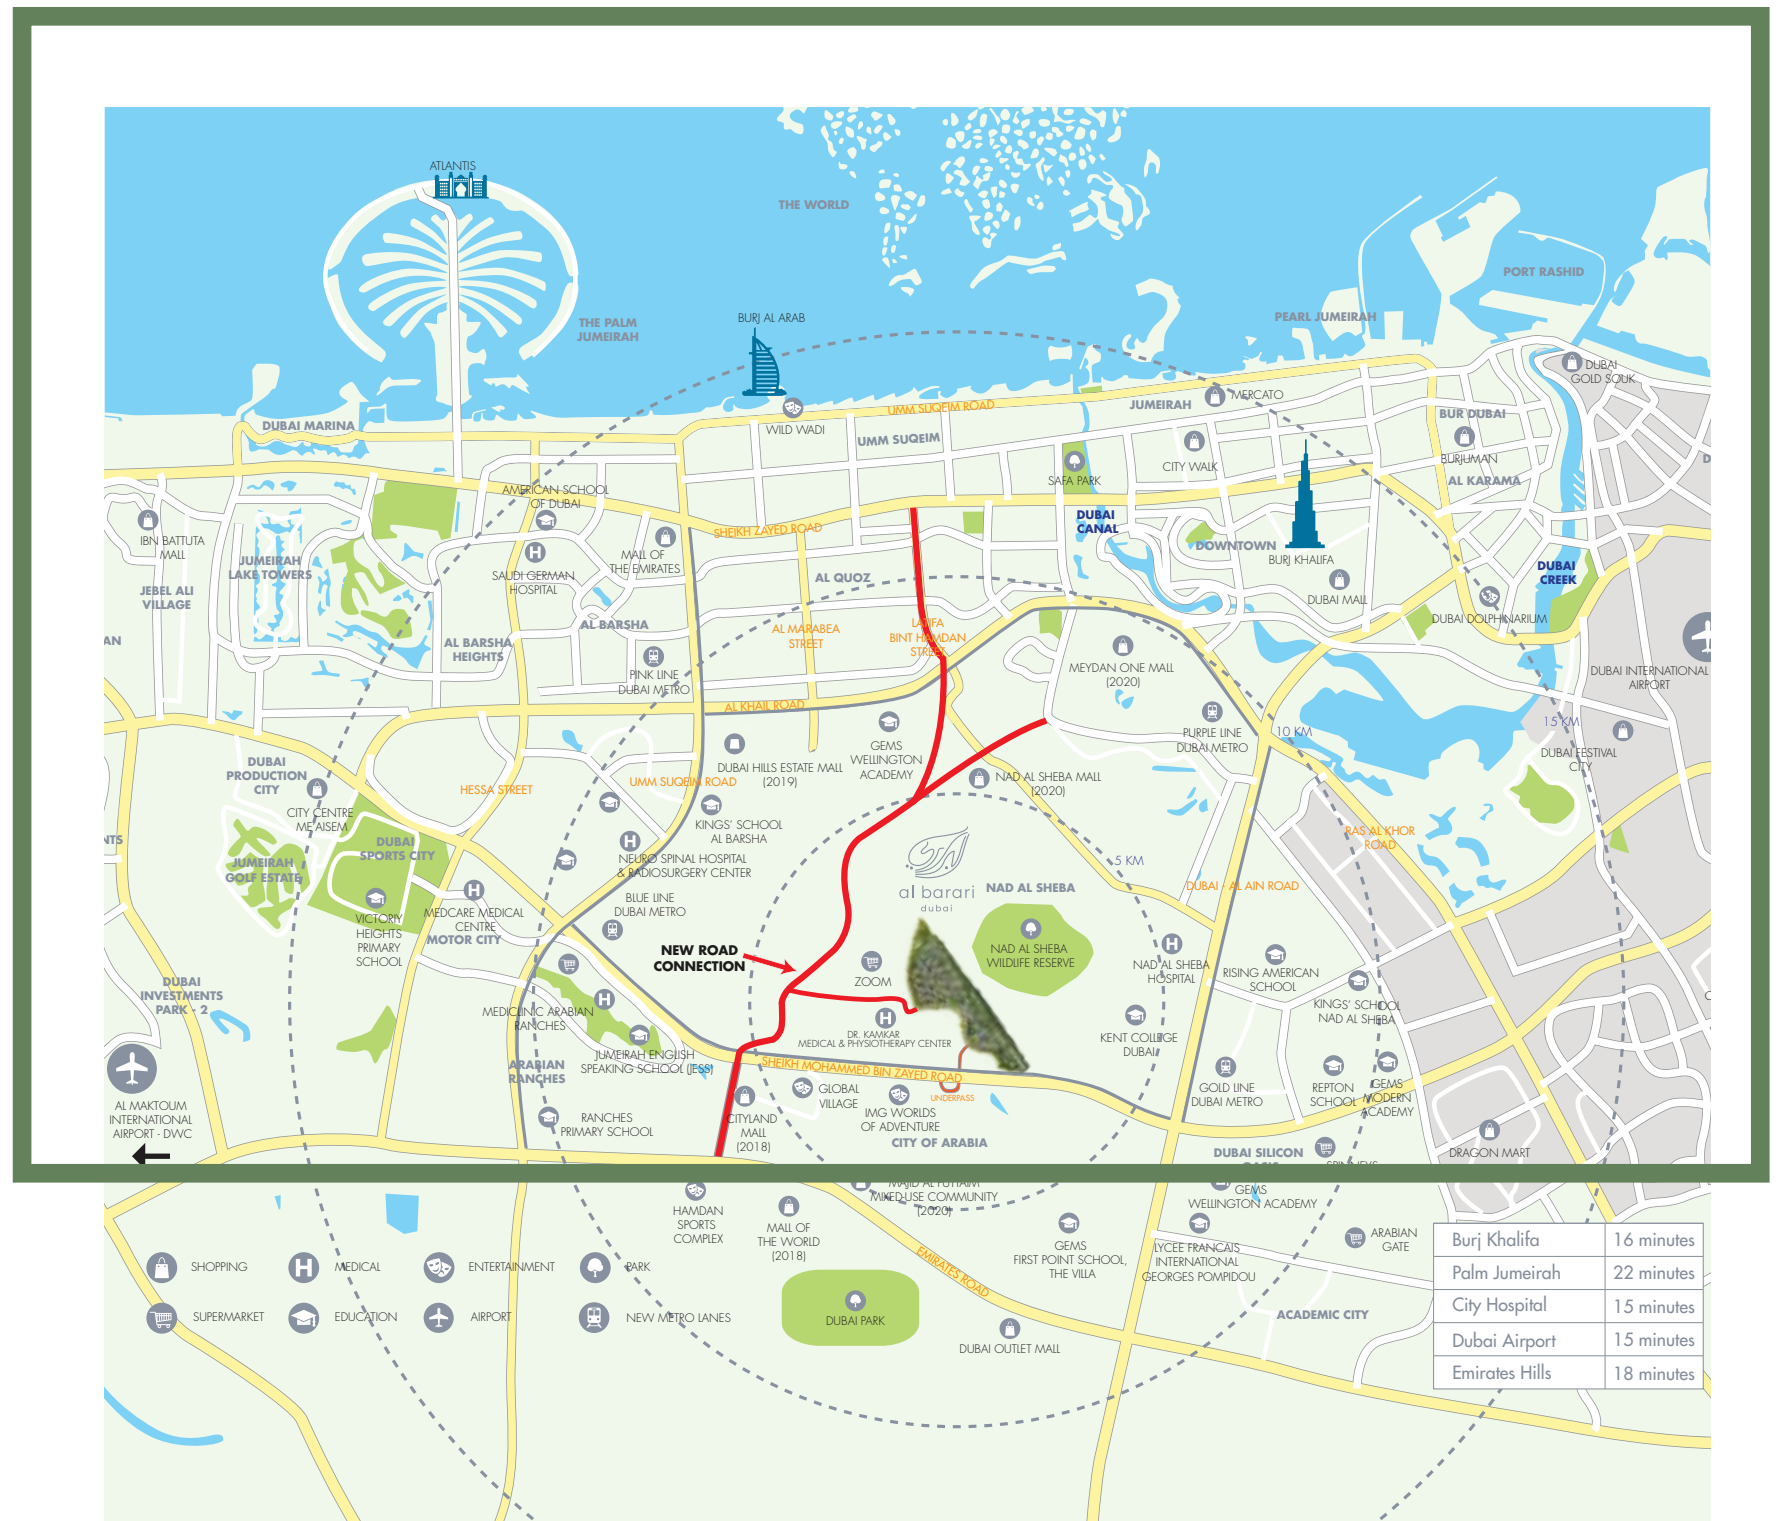 ATLANTIS
THE WORLD
PORT RASHID
PEARL JUMEIRAH
THE PALM
JUMEIRAH
BURJ AL ARAB
DUBAI
GOLD SOUK
MERCATO
JUMEIRAH
UMM SUQEIM ROAD
BUR DUBAI
DUBAI MARINA
WILD WADI
UMM SUQEIM
BURJUMAN
CITY WALK
AL KARAMA
SAFA PARK
AMERICAN SCHOOL
OF DUBAI
DUBAI
CANAL
SHEIKH ZAYED ROAD
IBN BATTUTA
MALL
JUMEIRAH
LAKE TOWERS
MALL OF
THE EMIRATES
SAUDI GERMAN
HOSPITAL
AL QUOZ
DOWNTOWN
BURJ KHALIFA
DUBAI
CREEK
JEBEL ALI
VILLAGE
DUBAI MALL
DUBAI DOLPHINARIUM
AL BARSHA
AL MARABEA
STREET
LATIFA
BINT HAMDAN
STREET
AN
AL BARSHA
HEIGHTS
PINK LINE
DUBAI METRO
MEYDAN ONE MALL
(2020)
DUBAI INTERNATIONAL
AIRPORT
AL KHAIL ROAD
15 KM
10 KM
PURPLE LINE
DUBAI METRO
GEMS
WELLINGTON
ACADEMY
DUBAI FESTIVAL
CITY
DUBAI
PRODUCTION
CITY
DUBAI HILLS ESTATE MALL
(2019)
UMM SUQEIM ROAD
HESSA STREET
NAD AL SHEBA MALL
(2020)
CITY CENTRE
ME'AISEM
KINGS' SCHOOL
AL BARSHA
RAS AL KHOR
ROAD
NTS
DUBAI
SPORTS CITY
JUMEIRAH
GOLF ESTATE
NEURO SPINAL HOSPITAL
& RADIOSURGERY CENTER
5 KM
al barari
dubai
NAD AL SHEBA
DUBAI - AL AIN ROAD
BLUE LINE
DUBAI METRO
VICTORIY
HEIGHTS
PRIMARY
SCHOOL
MEDCARE MEDICAL
CENTRE
MOTOR CITY
NEW ROAD
CONNECTION
NAD AL SHEBA
WILDLIFE RESERVE
NAD AL SHEBA
HOSPITAL
RISING AMERICAN
SCHOOL
ZOOM
DUBAI
INVESTMENTS
PARK - 2
KINGS' SCHOOL
NAD AL SHEBA
MEDICLINIC ARABIAN
RANCHES
DR. KAMKAR
MEDICAL & PHYSIOTHERAPY CENTER
KENT COLLEGE
DUBAI
JUMEIRAH ENGLISH
SPEAKING SCHOOL (JESS)
ARABIAN
RANCHES
SHEIKH MOHAMMED BIN ZAYED ROAD
GLOBAL
VILLAGE
UNDERPASS
GOLD LINE
DUBAI METRO
REPTON
SCHOOL
GEMS
MODERN
ACADEMY
AL MAKTOUM
INTERNATIONAL
AIRPORT - DWC
RANCHES
PRIMARY SCHOOL
CITYLAND
MALL
(2018)
IMG WORLDS
OF ADVENTURE
CITY OF ARABIA
DUBAI SILICON
OASIS
SPINNEYS
DRAGON MART
MAJID AL FUTTAIM
MIXED-USE COMMUNITY
(2020)
GEMS
WELLINGTON ACADEMY
HAMDAN
SPORTS
COMPLEX
MALL OF
THE WORLD
(2018)
EMIRATES ROAD
GEMS
FIRST POINT SCHOOL,
THE VILLA
LYCEE FRANCAIS
INTERNATIONAL
GEORGES POMPIDOU
ARABIAN
GATE
ACADEMIC CITY
DUBAI PARK
DUBAI OUTLET MALL
SHOPPING
MEDICAL
ENTERTAINMENT
PARK
SUPERMARKET
EDUCATION
AIRPORT
NEW METRO LANES
Burj Khalifa 16 minutes
Palm Jumeirah 22 minutes
City Hospital 15 minutes
Dubai Airport 15 minutes
Emirates Hills 18 minutes